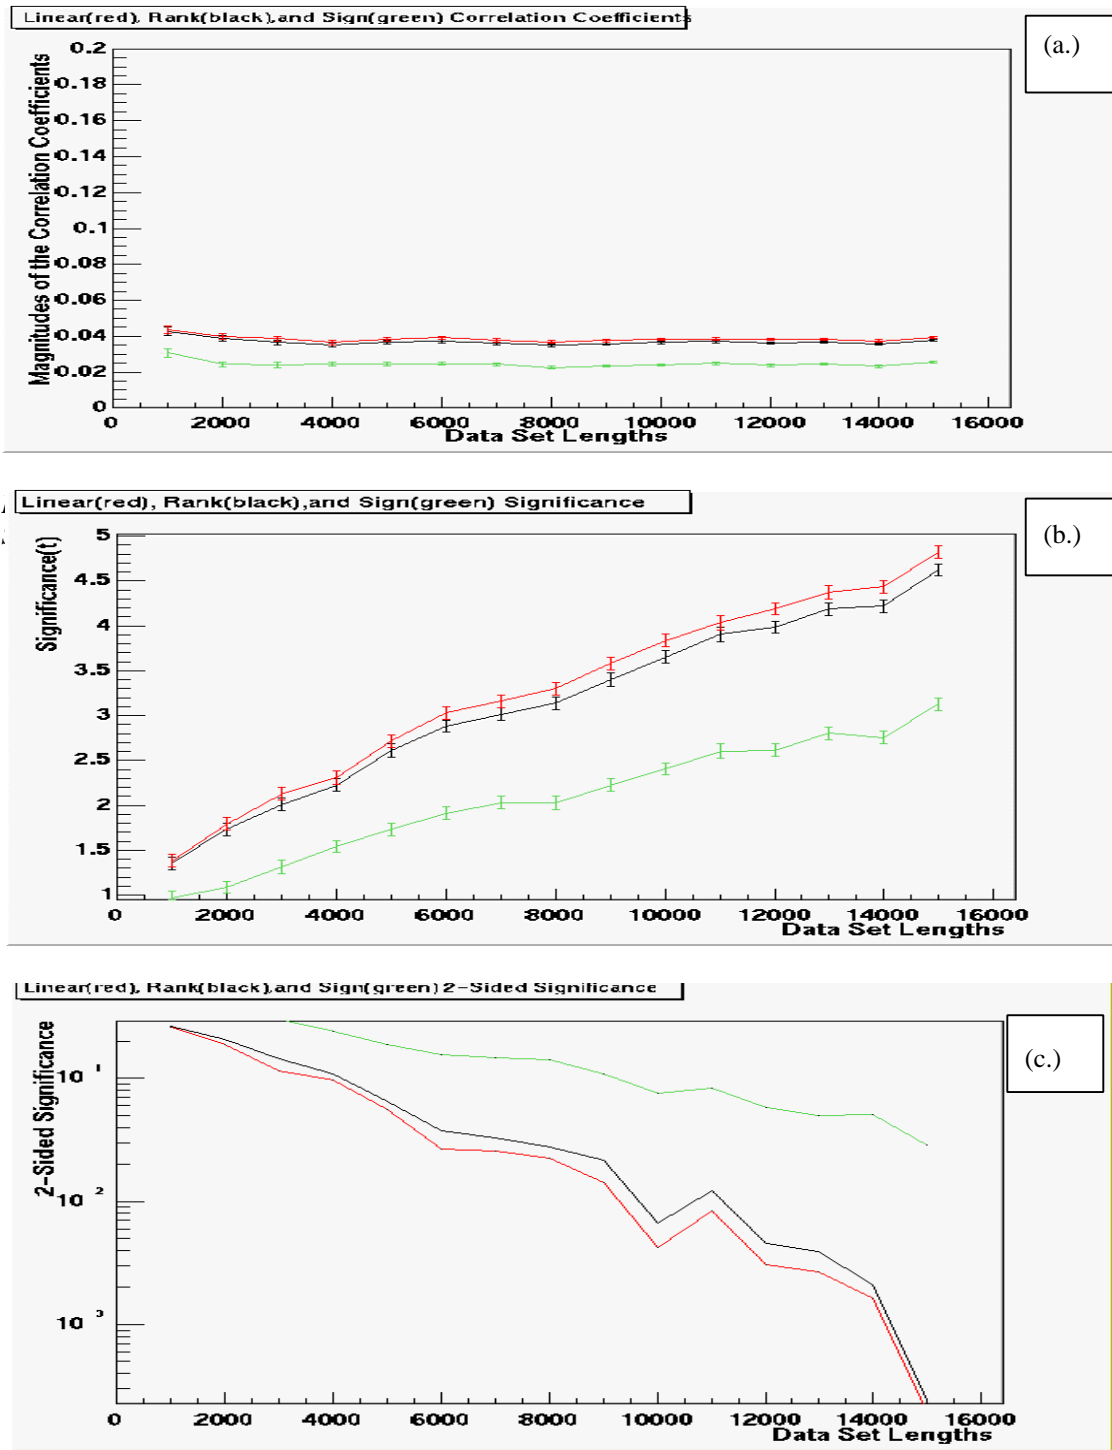 Linear(red), Rank(black),and Sign(green) Correlation Coefficients
(a.)
Magnitudes of the Correlation Coefficients
0.2
0.18
0.16
0.14
0.12
0.1
0.08
0.06
0.04
0.02
0
0 2000 4000 6000 8000 10000 12000 14000 16000
Data Set Lengths
Linear(red), Rank(black),and Sign(green) Significance
(b.)
Significance(t)
5
4.5
4
3.5
3
2.5
2
1.5
1
0 2000 4000 6000 8000 10000 12000 14000 16000
Data Set Lengths
Linear(red), Rank(black),and Sign(green) 2-Sided Significance
(c.)
2-Sided Significance
10 1
10 2
10 3
0 2000 4000 6000 8000 10000 12000 14000 16000
Data Set Lengths